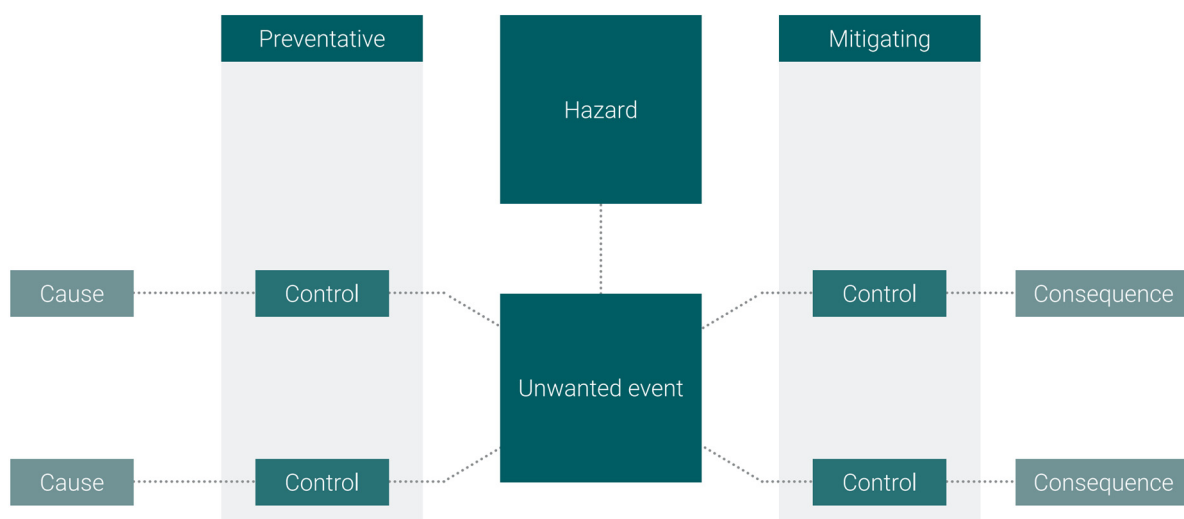 Preventative
Hazard
Mitigating
Cause
Control
Control
Consequence
Unwanted event
Cause
Control
Control
Consequence